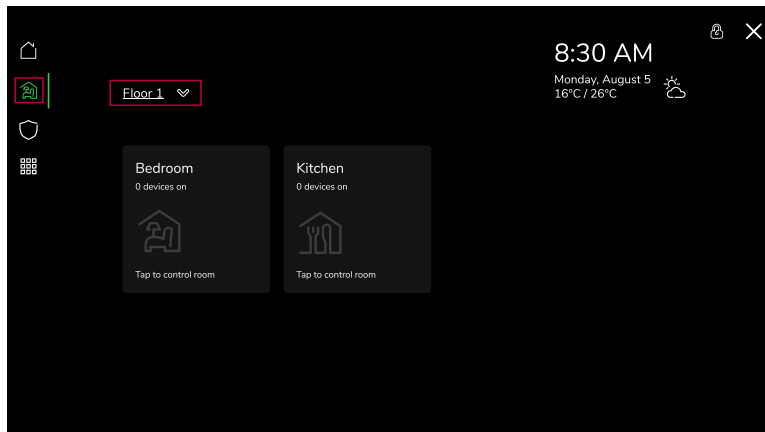 8:30 AM
Monday, August 5
16°C / 26°C
Floor 1
Bedroom
0 devices on
Tap to control room
Kitchen
0 devices on
Tap to control room